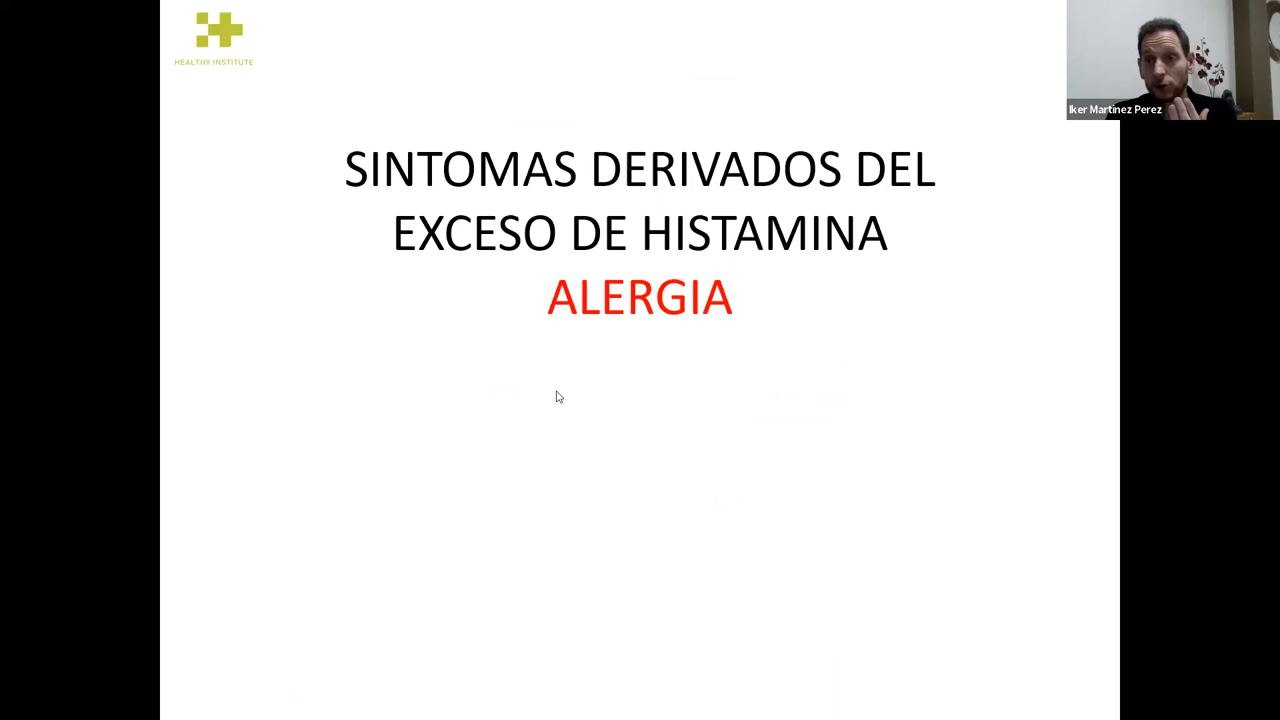 HEALTHY INSTITUTE
Iker Martinez Perez
SINTOMAS DERIVADOS DEL
EXCESO DE HISTAMINA
ALERGIA